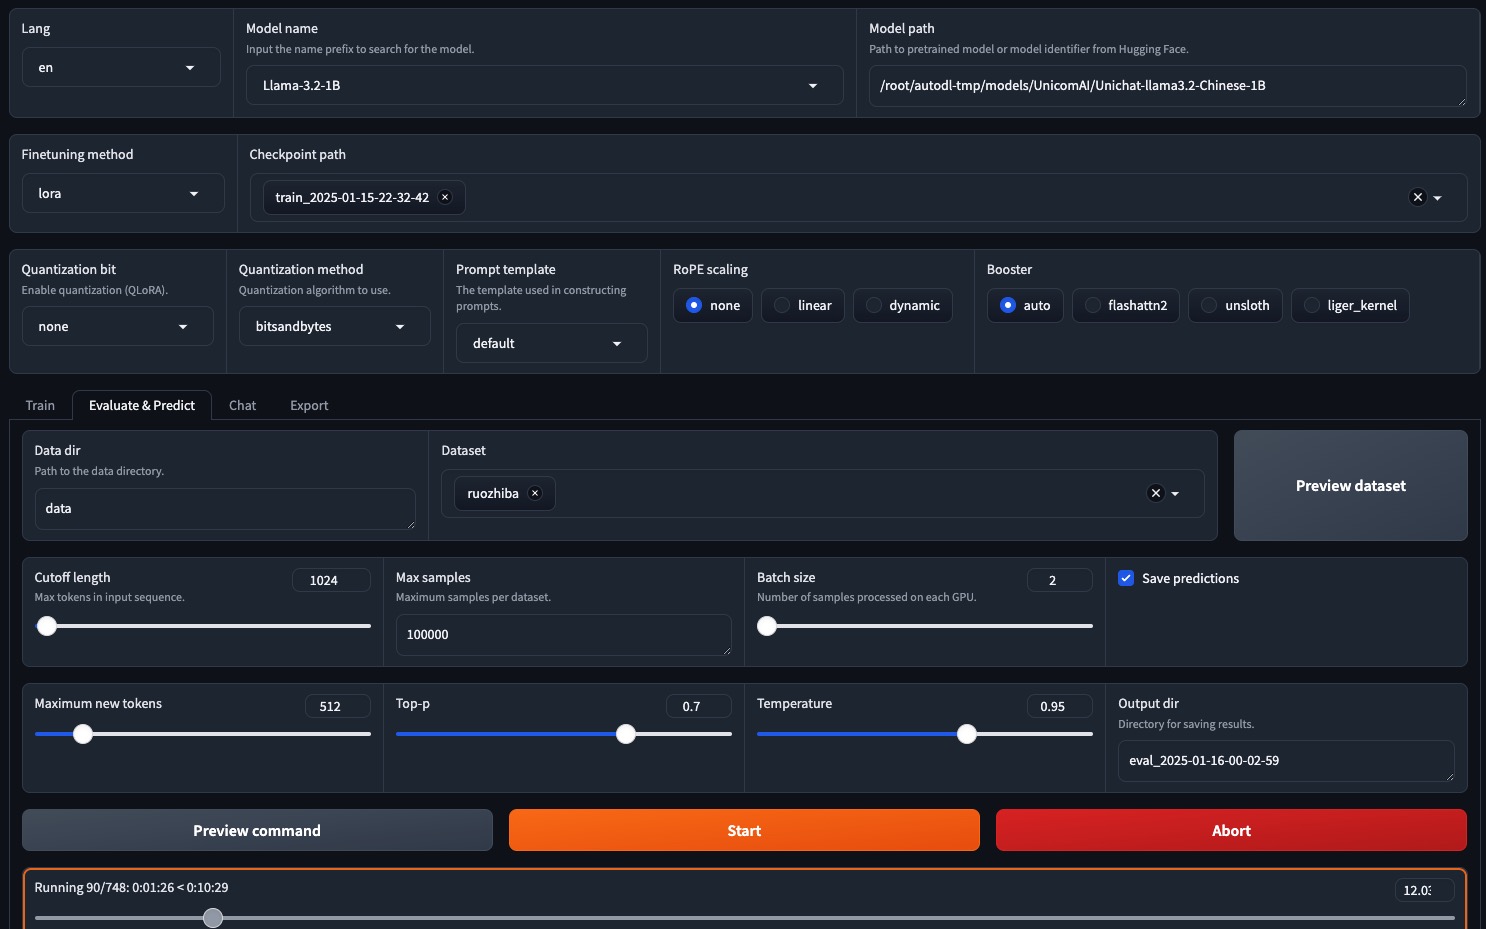 Lang
en
Model name
Input the name prefix to search for the model.
Llama-3.2-1B
Model path
Path to pretrained model or model identifier from Hugging Face.
/root/autodl-tmp/models/UnicomAI/Unichat-llama3.2-Chinese-1B
Finetuning method
lora
Checkpoint path
train_2025-01-15-22-32-42
Quantization bit
Enable quantization (QLoRA).
none
Quantization method
Quantization algorithm to use.
bitsandbytes
Prompt template
The template used in constructing
prompts.
default
RoPE scaling
none linear dynamic
Booster
auto flashattn2 unsloth liger_kernel
Train Evaluate & Predict Chat Export
Data dir
Path to the data directory.
data
Dataset
ruozhiba
Preview dataset
Cutoff length 1024
Max tokens in input sequence.
Max samples
Maximum samples per dataset.
100000
Batch size 2
Number of samples processed on each GPU.
Save predictions
Maximum new tokens 512
Top-p 0.7
Temperature 0.95
Output dir
Directory for saving results.
eval_2025-01-16-00-02-59
Preview command
Start
Abort
Running 90/748: 0:01:26 < 0:10:29